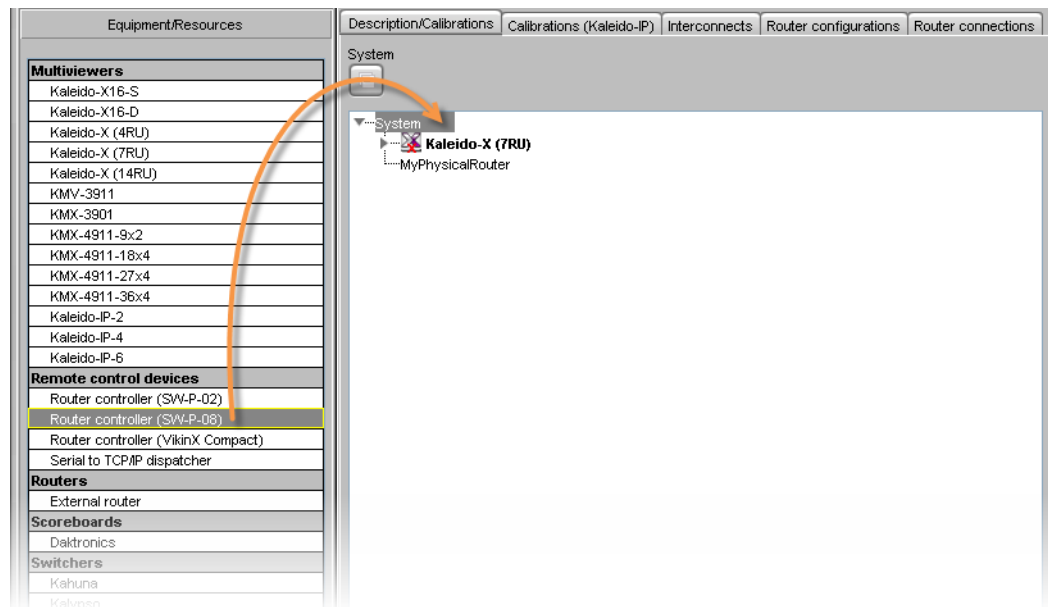 Equipment/Resources
Multiviewers
Kaleido-X16-S
Kaleido-X16-D
Kaleido-X (4RU)
Kaleido-X (7RU)
Kaleido-X (14RU)
KMV-3911
KMX-3901
KMX-4911-9x2
KMX-4911-18x4
KMX-4911-27x4
KMX-4911-36x4
Kaleido-IP-2
Kaleido-IP-4
Kaleido-IP-6
Remote control devices
Router controller (SW-P-02)
Router controller (SW-P-08)
Router controller (VikinX Compact)
Serial to TCP/IP dispatcher
Routers
External router
Scoreboards
Daktronics
Switchers
Kahuna
Kalypso
Description/Calibrations Calibrations (Kaleido-IP) Interconnects Router configurations Router connections
System
System
Kaleido-X (7RU)
MyPhysicalRouter